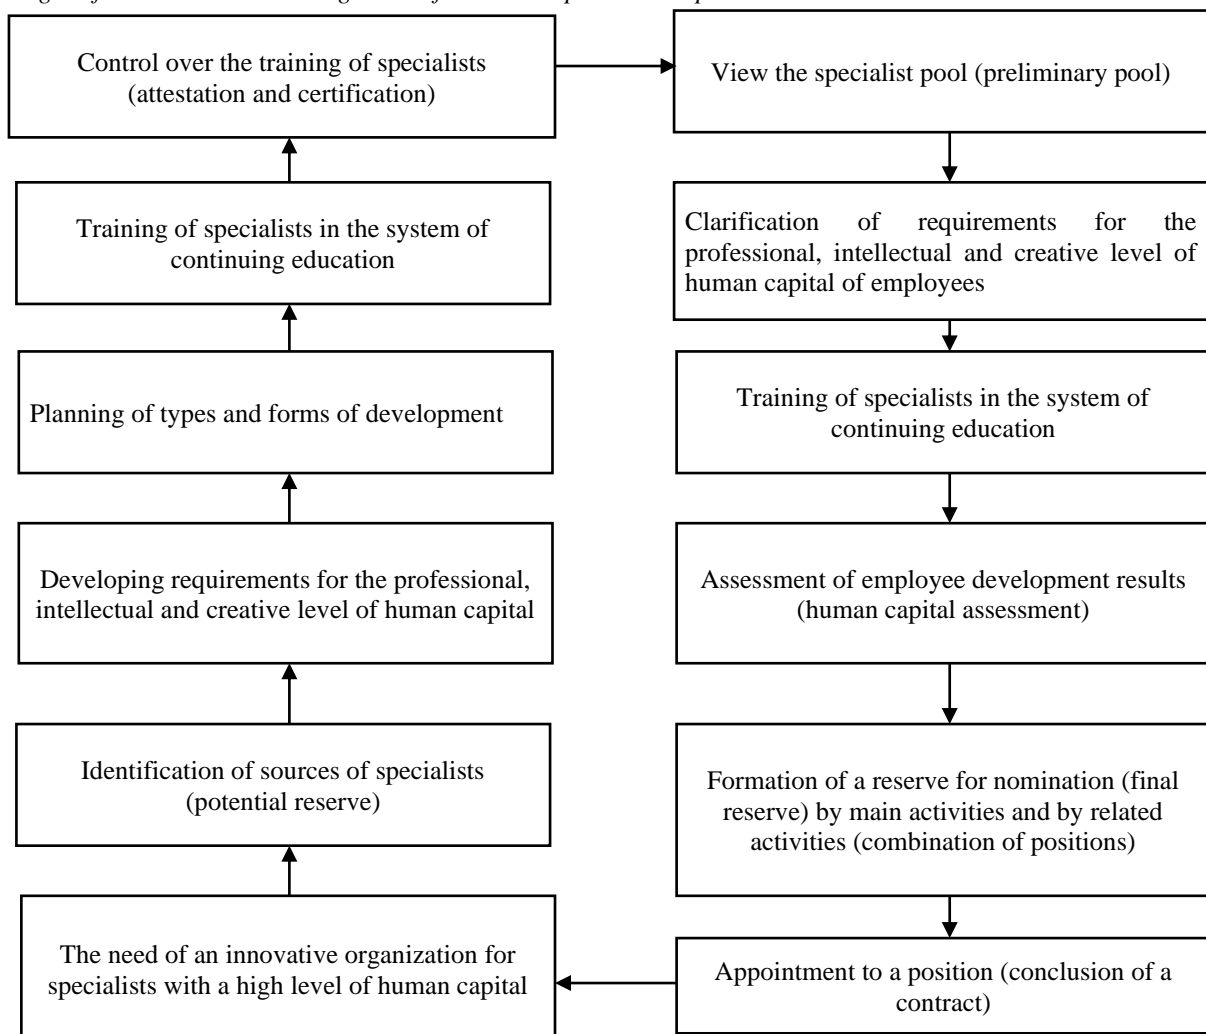 Control over the training of specialists
(attestation and certification)
View the specialist pool (preliminary pool)
Training of specialists in the system of
continuing education
Clarification of requirements for the
professional, intellectual and creative level of
human capital of employees
Planning of types and forms of development
Training of specialists in the system of
continuing education
Developing requirements for the professional,
intellectual and creative level of human capital
Assessment of employee development results
(human capital assessment)
Identification of sources of specialists
(potential reserve)
Formation of a reserve for nomination (final
reserve) by main activities and by related
activities (combination of positions)
The need of an innovative organization for
specialists with a high level of human capital
Appointment to a position (conclusion of a
contract)